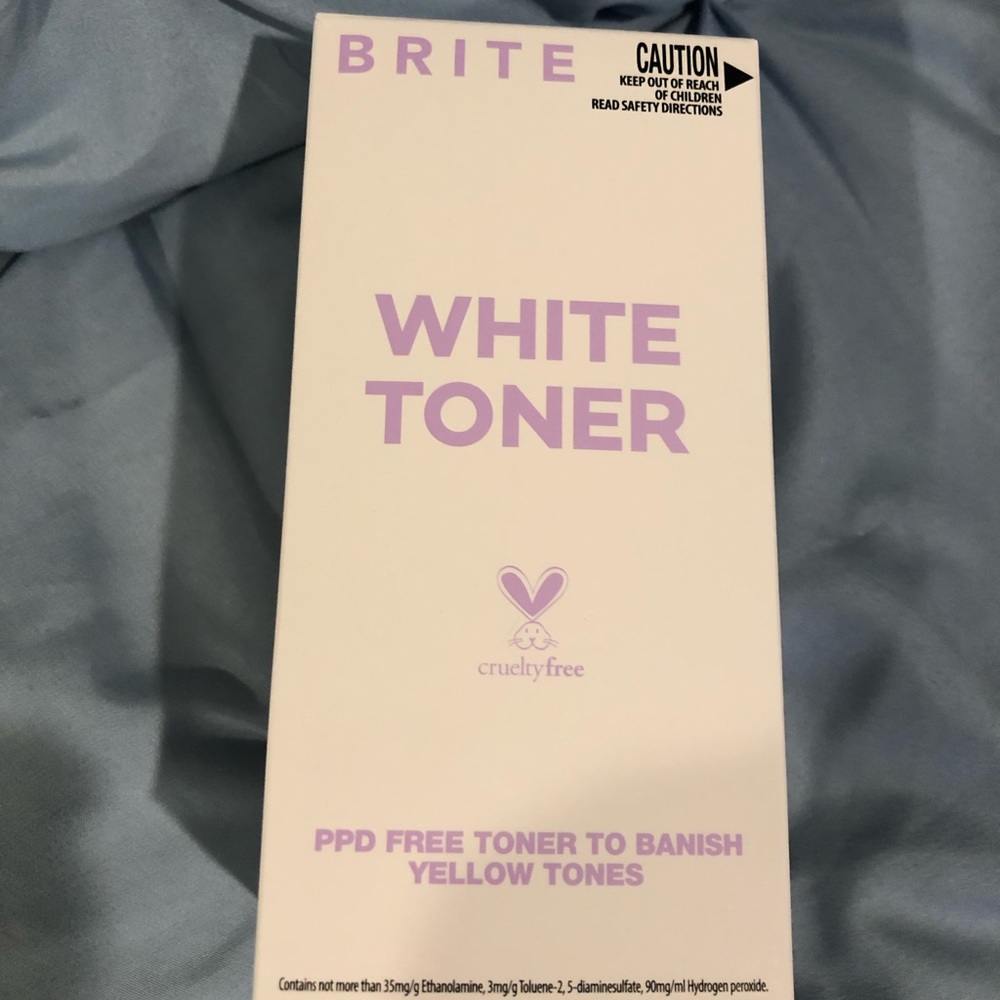 BRITE
CAUTION
KEEP OUT OF REACH
OF CHILDREN
READ SAFETY DIRECTIONS
WHITE
TONER
crueltyfree
PPD FREE TONER TO BANISH
YELLOW TONES
Contains not more than 35mg/g Ethanolamine, 3mg/g Toluene-2, 5-diaminesulfate, 90mg/ml Hydrogen peroxide.